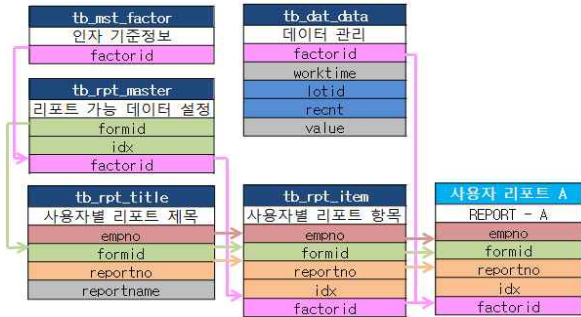 tb_mst_factor
인자 기준정보
factorid
tb_dat_data
데이터 관리
factorid
worktime
lotid
recnt
value
tb_rpt_master
리포트 가능 데이터 설정
formid
idx
factorid
tb_rpt_title
사용자별 리포트 제목
empno
formid
reportno
reportname
tb_rpt_item
사용자별 리포트 항목
empno
formid
reportno
idx
factorid
사용자 리포트 A
REPORT - A
empno
formid
reportno
idx
factorid